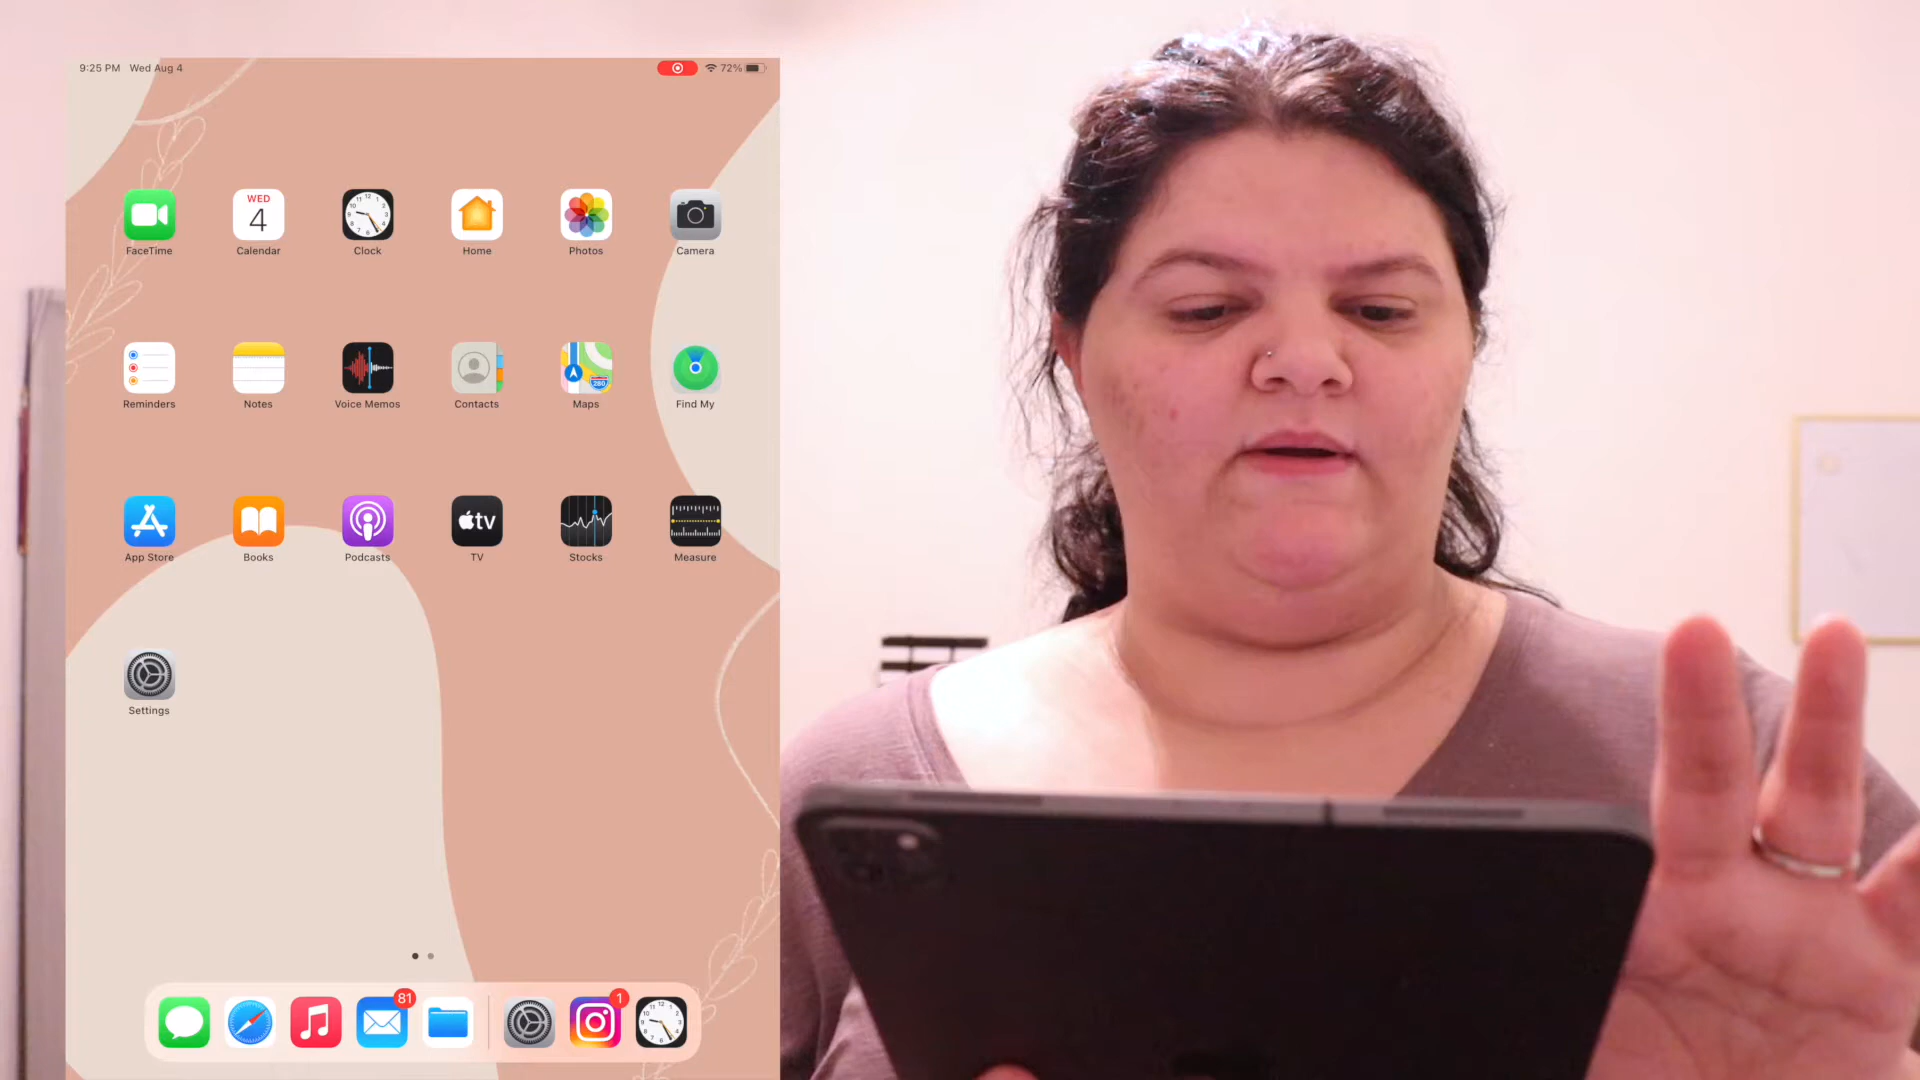 9:25 PM Wed Aug 4 72%
WED
4
FaceTime Calendar Clock Home Photos Camera
280
Reminders Notes Voice Memos Contacts Maps Find My
tv
App Store Books Podcasts TV Stocks Measure
Settings
81 1